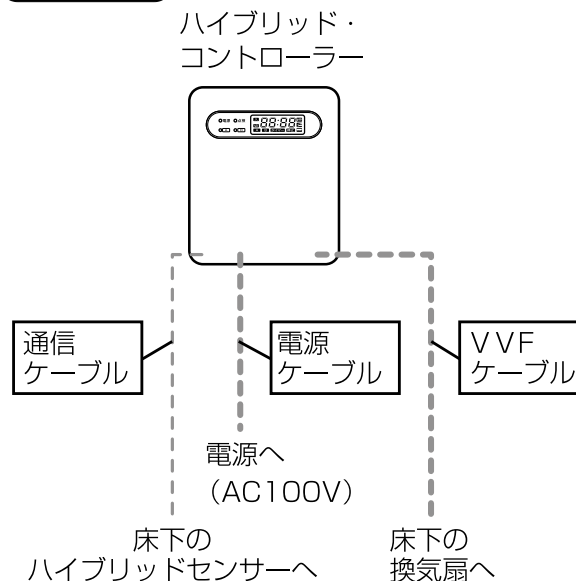 ハイブリッド・
コントローラー
88:88
通信
ケーブル
電源
ケーブル
VVF
ケーブル
電源へ
（AC100V）
床下の
ハイブリッドセンサーへ
床下の
換気扇へ